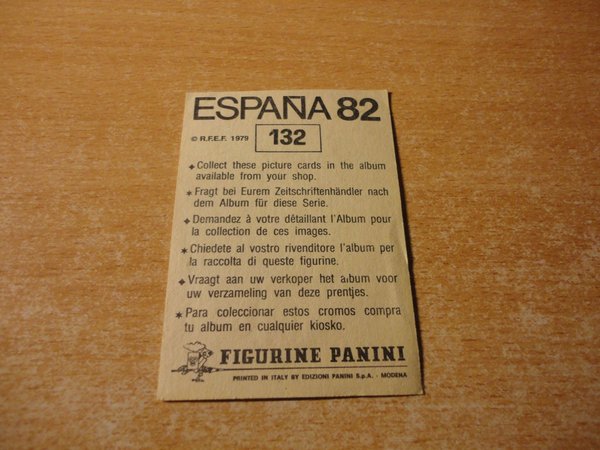 ESPAÑA 82
© R.F.E.F. 1979 132
✦ Collect these picture cards in the album
available from your shop.
✶ Fragt bei Eurem Zeitschriftenhändler nach
dem Album für diese Serie.
✦ Demandez à votre détaillant l'Album pour
la collection de ces images.
✶ Chiedete al vostro rivenditore l'album per
la raccolta di queste figurine.
✦ Vraagt aan uw verkoper het album voor
uw verzameling van deze prentjes.
✶ Para coleccionar estos cromos compra
tu album en cualquier kiosko.
FIGURINE PANINI
PRINTED IN ITALY BY EDIZIONI PANINI S.p.A. - MODENA